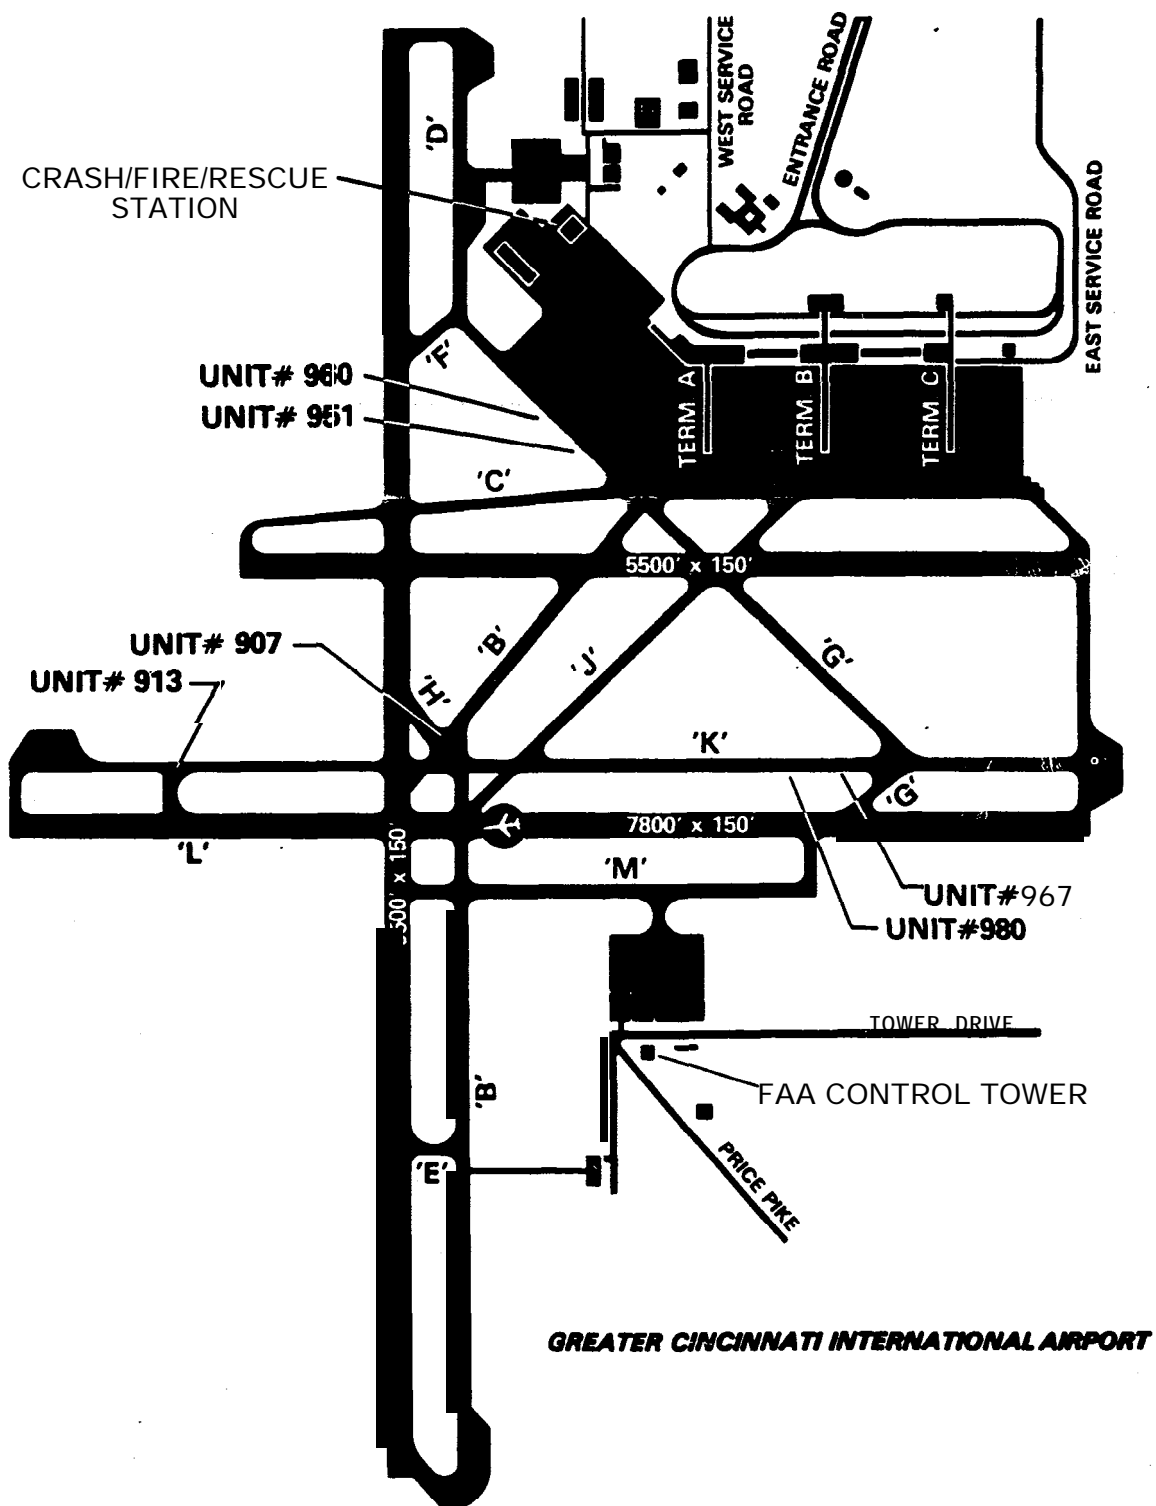 WEST SERVICE
ROAD
ENTRANCE ROAD
'D'
CRASH/FIRE/RESCUE
STATION
EAST SERVICE ROAD
'F'
UNIT# 960
UNIT# 951
TERM. A
TERM. B
TERM. C
'C'
5500' x 150'
UNIT# 907
UNIT# 913
'B'
'J'
'G'
'H'
'K'
'G'
7800' x 150'
'L'
x 150'
'M'
UNIT#967
UNIT#980
TOWER DRIVE
FAA CONTROL TOWER
'B'
'E'
PRICE PIKE
GREATER CINCINNATI INTERNATIONAL AIRPORT